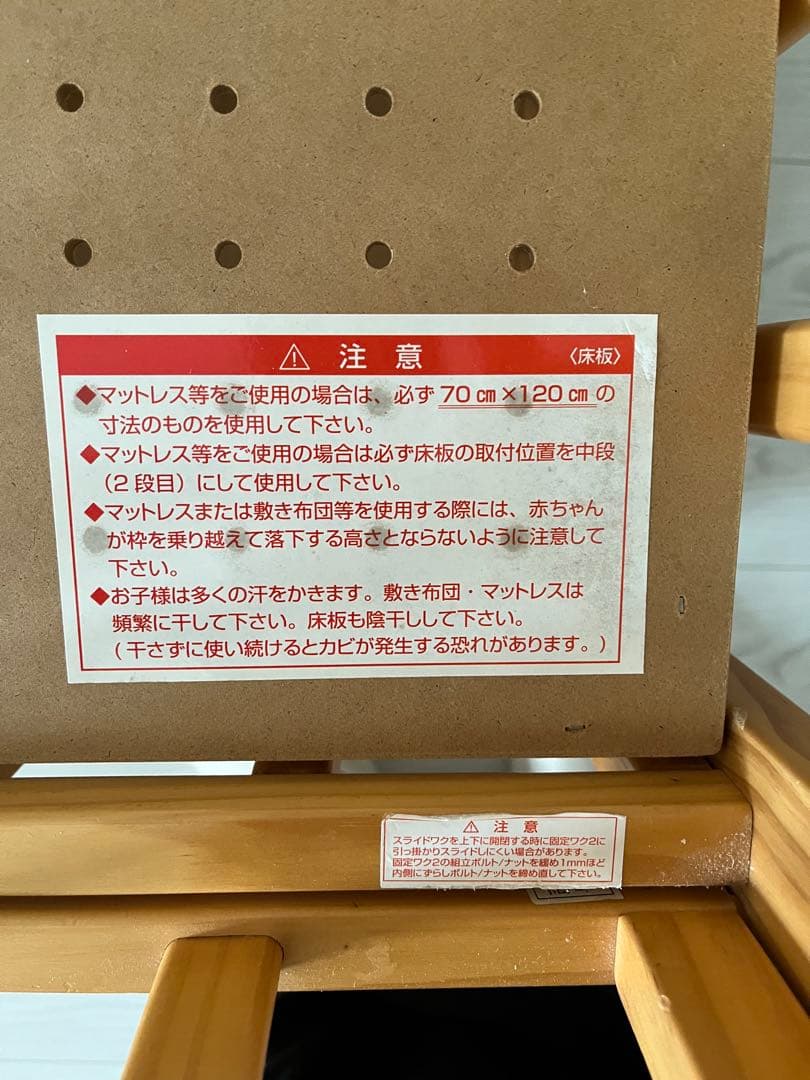 ⚠ 注意 〈床板〉
◆マットレス等をご使用の場合は、必ず70㎝×120㎝の
寸法のものを使用して下さい。
◆マットレス等をご使用の場合は必ず床板の取付位置を中段
(2段目)にして使用して下さい。
◆マットレスまたは敷き布団等を使用する際には、赤ちゃん
が枠を乗り越えて落下する高さとならないように注意して
下さい。
◆お子様は多くの汗をかきます。敷き布団・マットレスは
頻繁に干して下さい。床板も陰干しして下さい。
(干さずに使い続けるとカビが発生する恐れがあります。)
⚠ 注意
スライドワクを上下に開閉する時に固定ワク2に
引っ掛かりスライドしにくい場合があります。
固定ワク2の組立ボルト/ナットを緩め1mmほど
内側にずらしボルト/ナットを締め直して下さい。